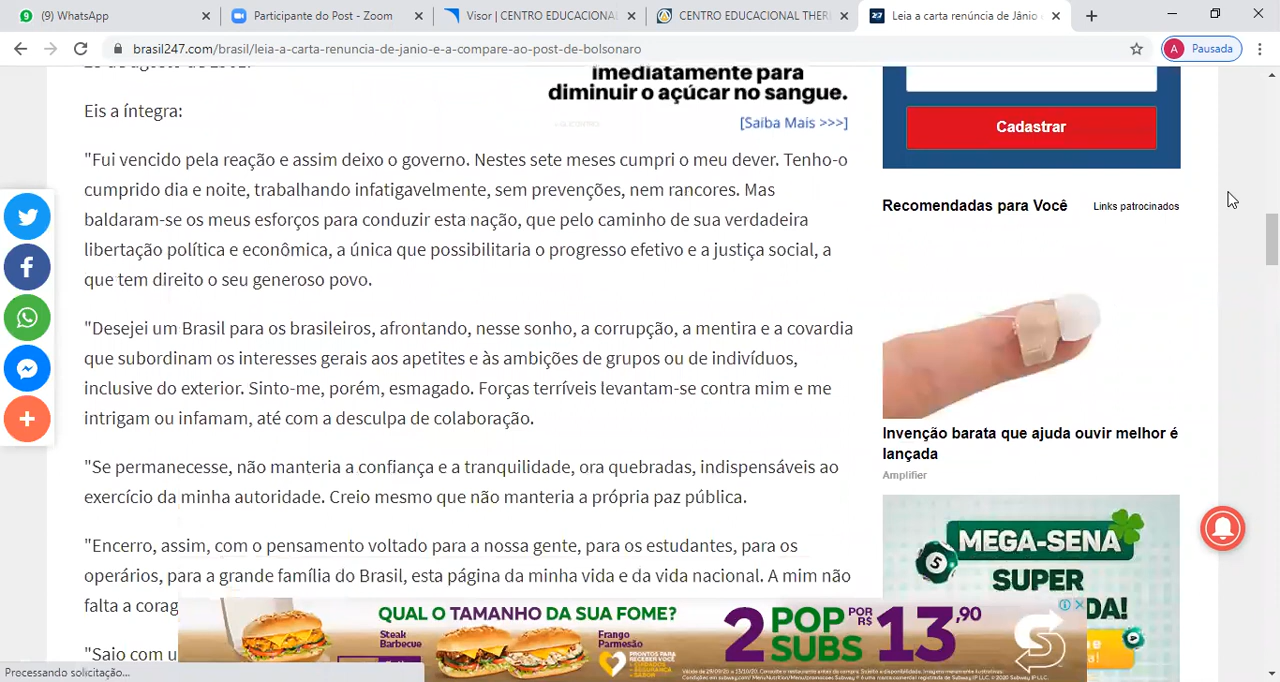 (9) WhatsApp
Participante do Post - Zoom
Visor | CENTRO EDUCACIONAL
CENTRO EDUCACIONAL THER
Leia a carta renúncia de Jânio
brasil247.com/brasil/leia-a-carta-renuncia-de-janio-e-a-compare-ao-post-de-bolsonaro
A Pausada
imediatamente para
diminuir o açúcar no sangue.
[Saiba Mais >>>]
Eis a íntegra:
"Fui vencido pela reação e assim deixo o governo. Nestes sete meses cumpri o meu dever. Tenho-o
cumprido dia e noite, trabalhando infatigavelmente, sem prevenções, nem rancores. Mas
baldaram-se os meus esforços para conduzir esta nação, que pelo caminho de sua verdadeira
libertação política e econômica, a única que possibilitaria o progresso efetivo e a justiça social, a
que tem direito o seu generoso povo.
"Desejei um Brasil para os brasileiros, afrontando, nesse sonho, a corrupção, a mentira e a covardia
que subordinam os interesses gerais aos apetites e às ambições de grupos ou de indivíduos,
inclusive do exterior. Sinto-me, porém, esmagado. Forças terríveis levantam-se contra mim e me
intrigam ou infamam, até com a desculpa de colaboração.
"Se permanecesse, não manteria a confiança e a tranquilidade, ora quebradas, indispensáveis ao
exercício da minha autoridade. Creio mesmo que não manteria a própria paz pública.
"Encerro, assim, com o pensamento voltado para a nossa gente, para os estudantes, para os
operários, para a grande família do Brasil, esta página da minha vida e da vida nacional. A mim não
falta a corag
"Saio com u
Cadastrar
Recomendadas para Você
Links patrocinados
Invenção barata que ajuda ouvir melhor é
lançada
Amplifier
MEGA-SENA
5
SUPER
DA!
QUAL O TAMANHO DA SUA FOME?
Steak
Barbecue
Frango
Parmesão
PRONTOS PARA
RECEBER VOCÊ
2 POP
SUBS
POR
R$
13,90
Processando solicitação...